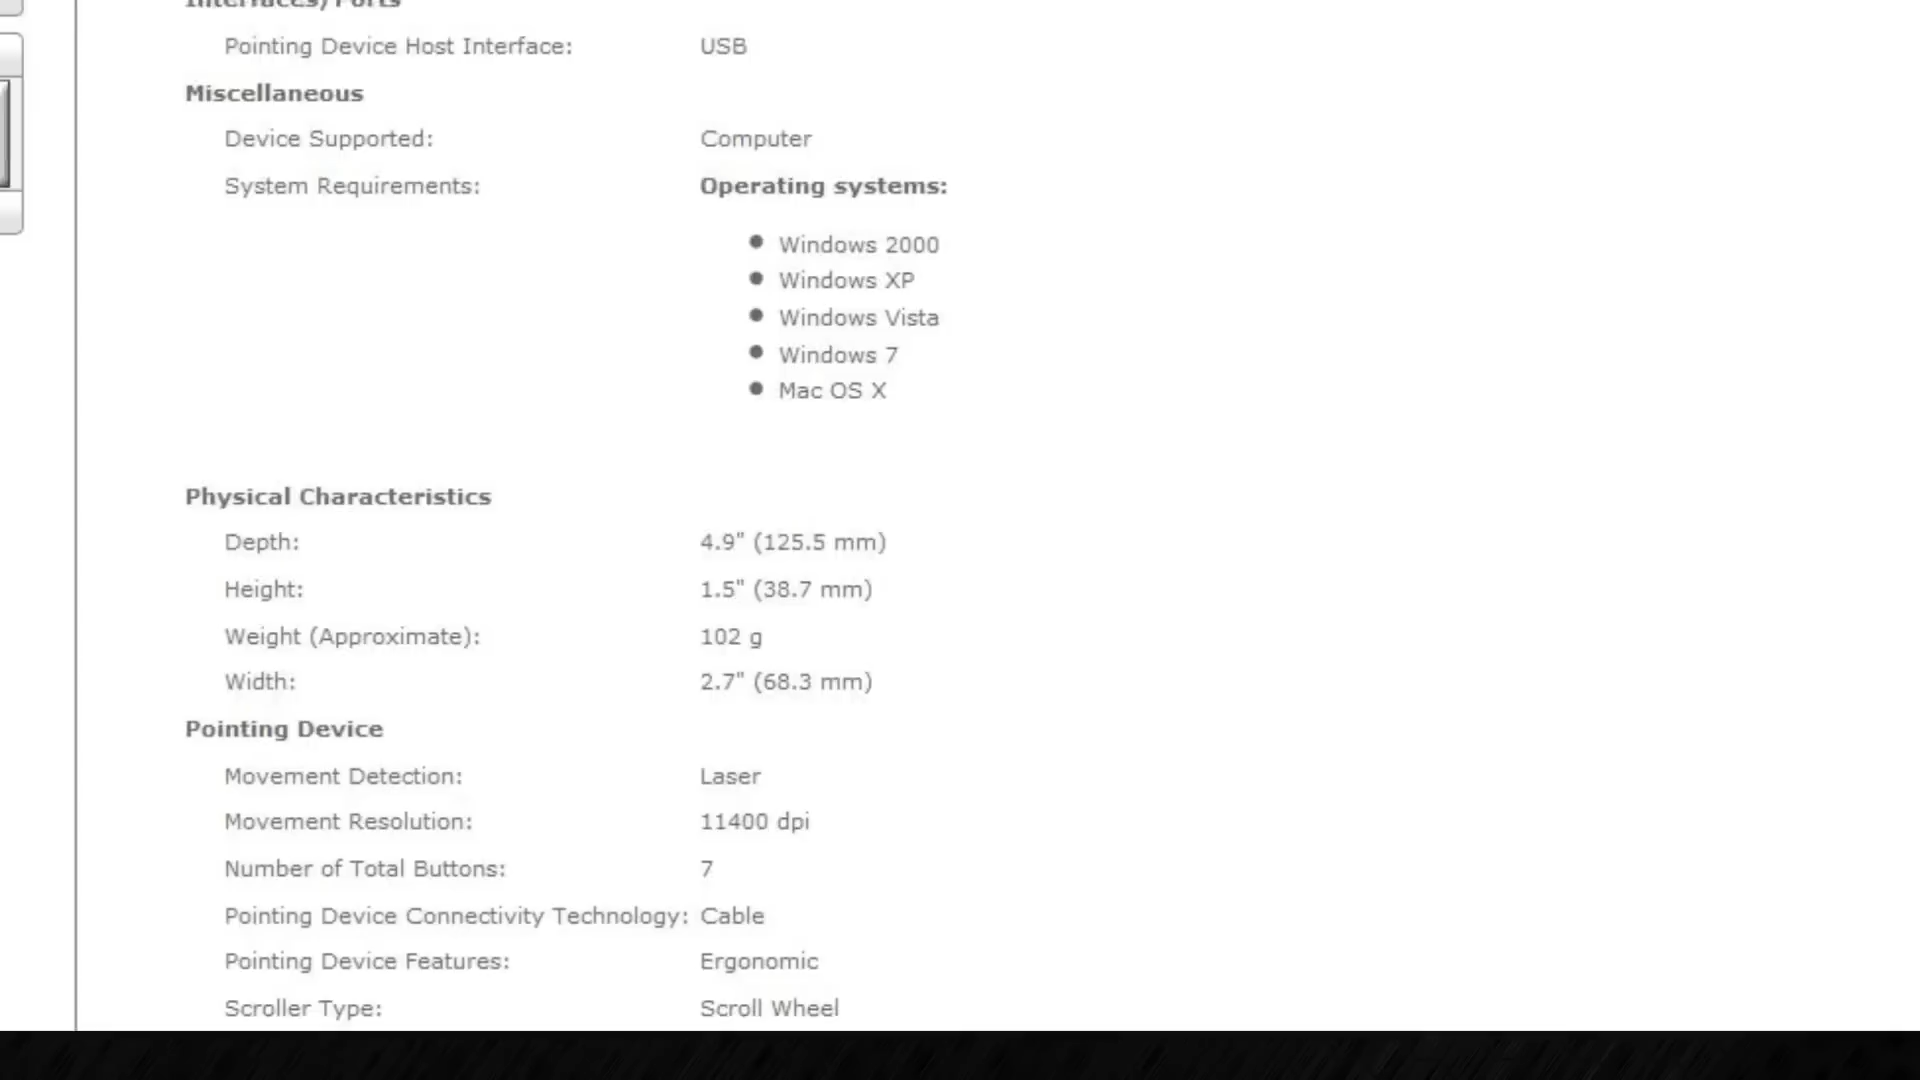 Interfaces/Ports
Pointing Device Host Interface: USB
Miscellaneous
Device Supported: Computer
System Requirements: Operating systems:
Windows 2000
Windows XP
Windows Vista
Windows 7
Mac OS X
Physical Characteristics
Depth: 4.9" (125.5 mm)
Height: 1.5" (38.7 mm)
Weight (Approximate): 102 g
Width: 2.7" (68.3 mm)
Pointing Device
Movement Detection: Laser
Movement Resolution: 11400 dpi
Number of Total Buttons: 7
Pointing Device Connectivity Technology: Cable
Pointing Device Features: Ergonomic
Scroller Type: Scroll Wheel